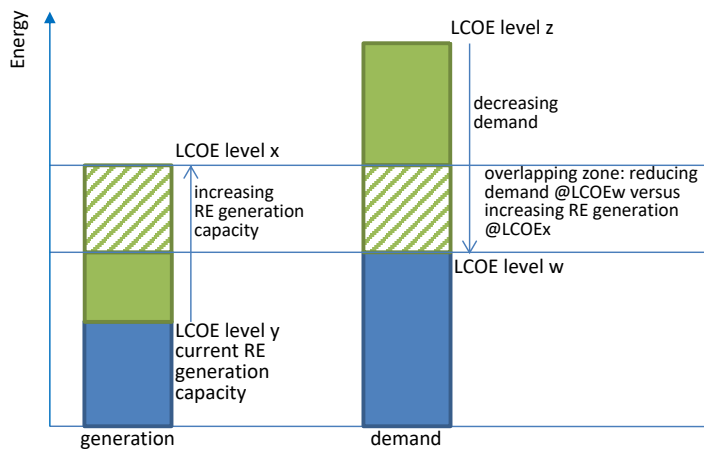 Energy
LCOE level z
decreasing
demand
LCOE level x
increasing
RE generation
capacity
overlapping zone: reducing
demand @LCOEw versus
increasing RE generation
@LCOEx
LCOE level w
LCOE level y
current RE
generation
capacity
generation
demand